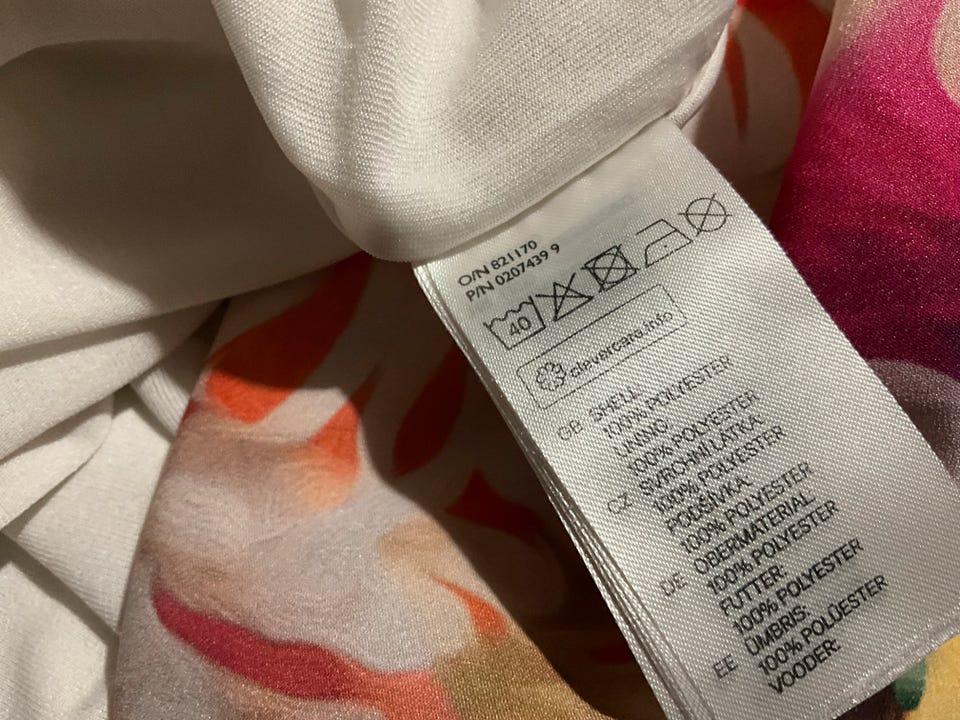 O/N 821170
P/N 0207439 9
40
clevercare.info
GB SHELL:
100% POLYESTER
LINING:
100% POLYESTER
CZ SVRCHNÍ LÁTKA:
100% POLYESTER
PODŠÍVKA:
100% POLYESTER
DE OBERMATERIAL
100% POLYESTER
FUTTER:
100% POLYESTER
EE ÜMBRIS:
100% POLÜESTER
VOODER: